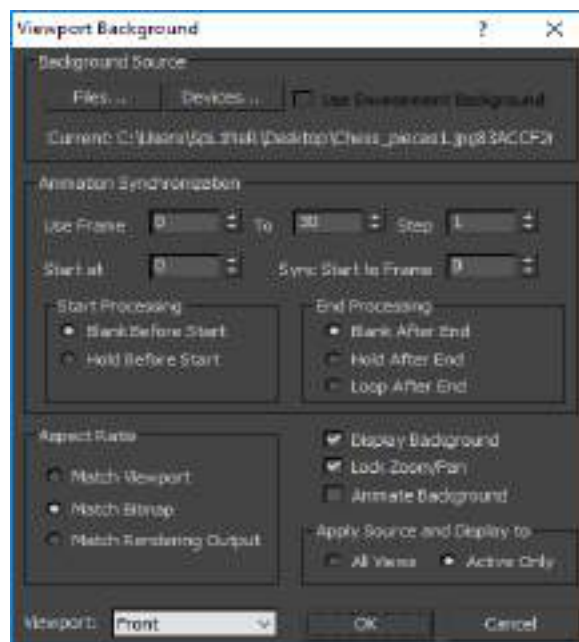 Viewport Background ? ×
Background Source
Files... Devices... Use Environment Background
Current: Desktop\Chess_pieces1.jpg
Animation Synchronization
Use Frame 0 To 30 Step 1
Start at 0 Sync Start to Frame 0
Start Processing
Blank Before Start
Hold Before Start
End Processing
Blank After End
Hold After End
Loop After End
Aspect Ratio
Match Viewport
Match Bitmap
Match Rendering Output
Display Background
Lock Zoom/Pan
Animate Background
Apply Source and Display to
All Views Active Only
Viewport: Front OK Cancel